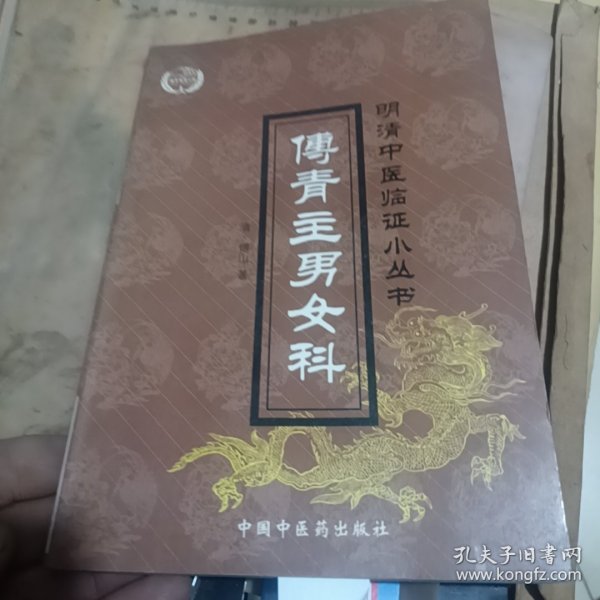 明清中医临证小丛书
傅青主男女科
清 傅山 著
中国中医药出版社
孔夫子旧书网
www.kongfz.com